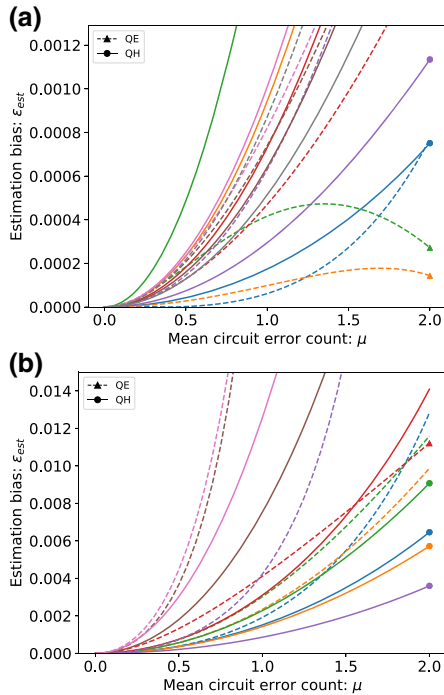 (a)
QE
QH
0.0012
0.0010
0.0008
0.0006
0.0004
0.0002
0.0000
Estimation bias: ϵest
0.0 0.5 1.0 1.5 2.0
Mean circuit error count: μ
(b)
QE
QH
0.014
0.012
0.010
0.008
0.006
0.004
0.002
0.000
Estimation bias: ϵest
0.0 0.5 1.0 1.5 2.0
Mean circuit error count: μ